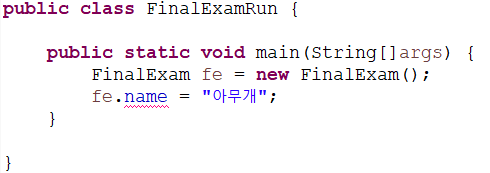 public class FinalExamRun {
public static void main(String[]args) {
FinalExam fe = new FinalExam();
fe.name = "아무개";
}
}